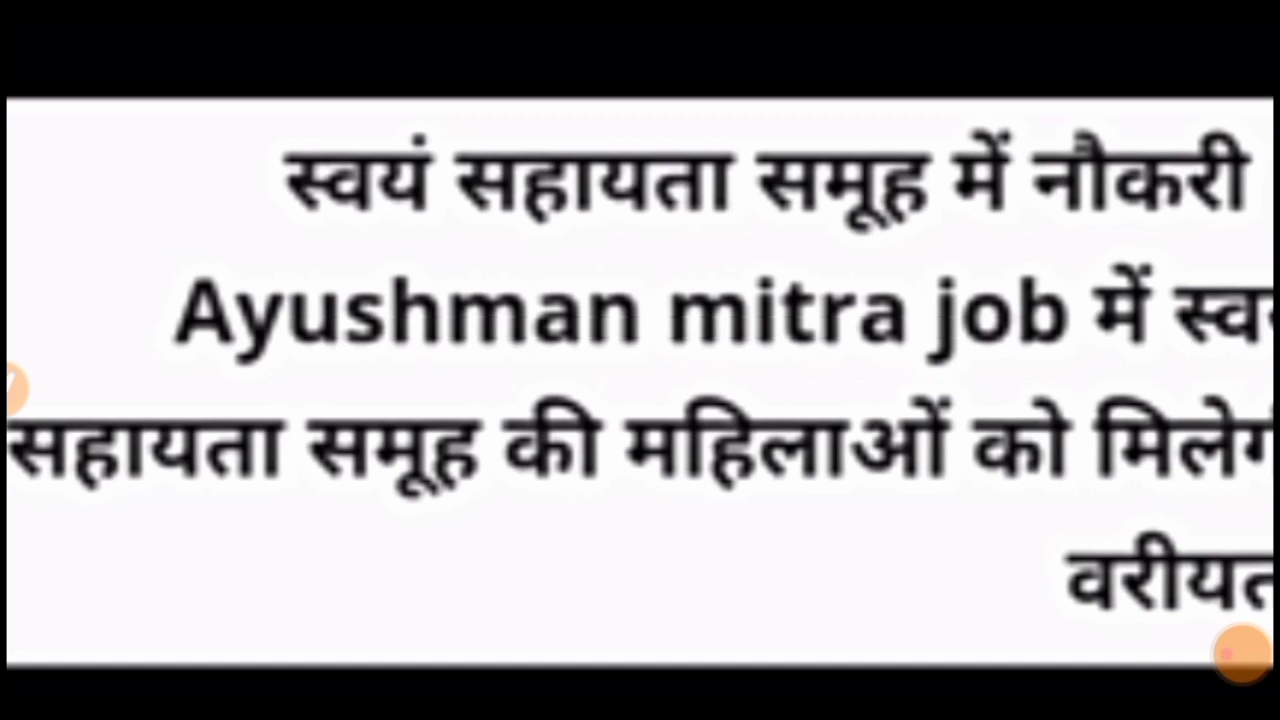 स्वयं सहायता समूह में नौकरी
Ayushman mitra job में
सहायता समूह की महिलाओं को